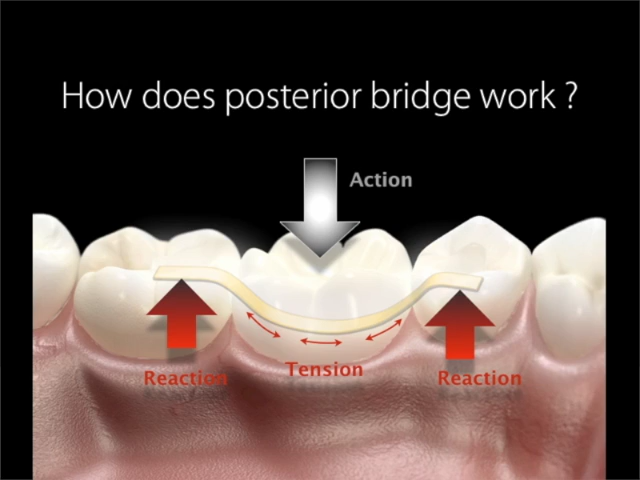 How does posterior bridge work ?
Action
Tension
Reaction
Reaction